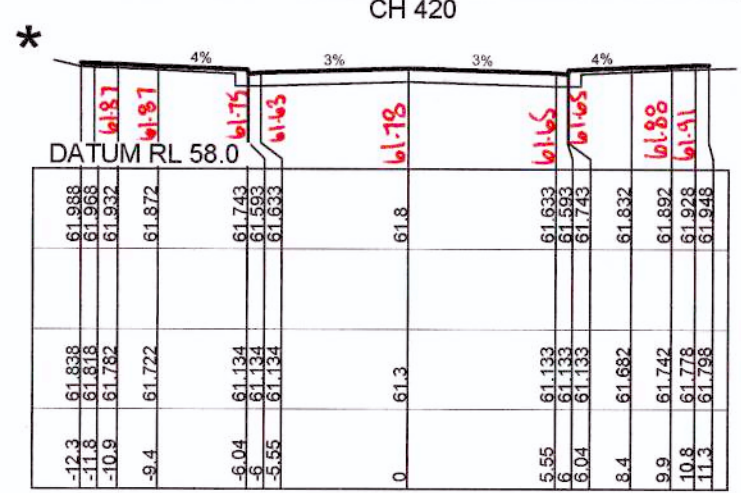 CH 420
*
4% 3% 3% 4%
61.87 61.87 61.75 61.63 61.78 61.65 61.65 61.88 61.91
DATUM RL 58.0
61.988 61.968 61.932 61.872 61.743 61.593 61.633 61.8 61.633 61.593 61.743 61.832 61.892 61.928 61.948
61.838 61.818 61.782 61.722 61.134 61.134 61.134 61.3 61.133 61.133 61.133 61.682 61.742 61.778 61.798
-12.3 -11.8 -10.9 -9.4 -6.04 -6 -5.55 0 5.55 6 6.04 8.4 9.9 10.8 11.3